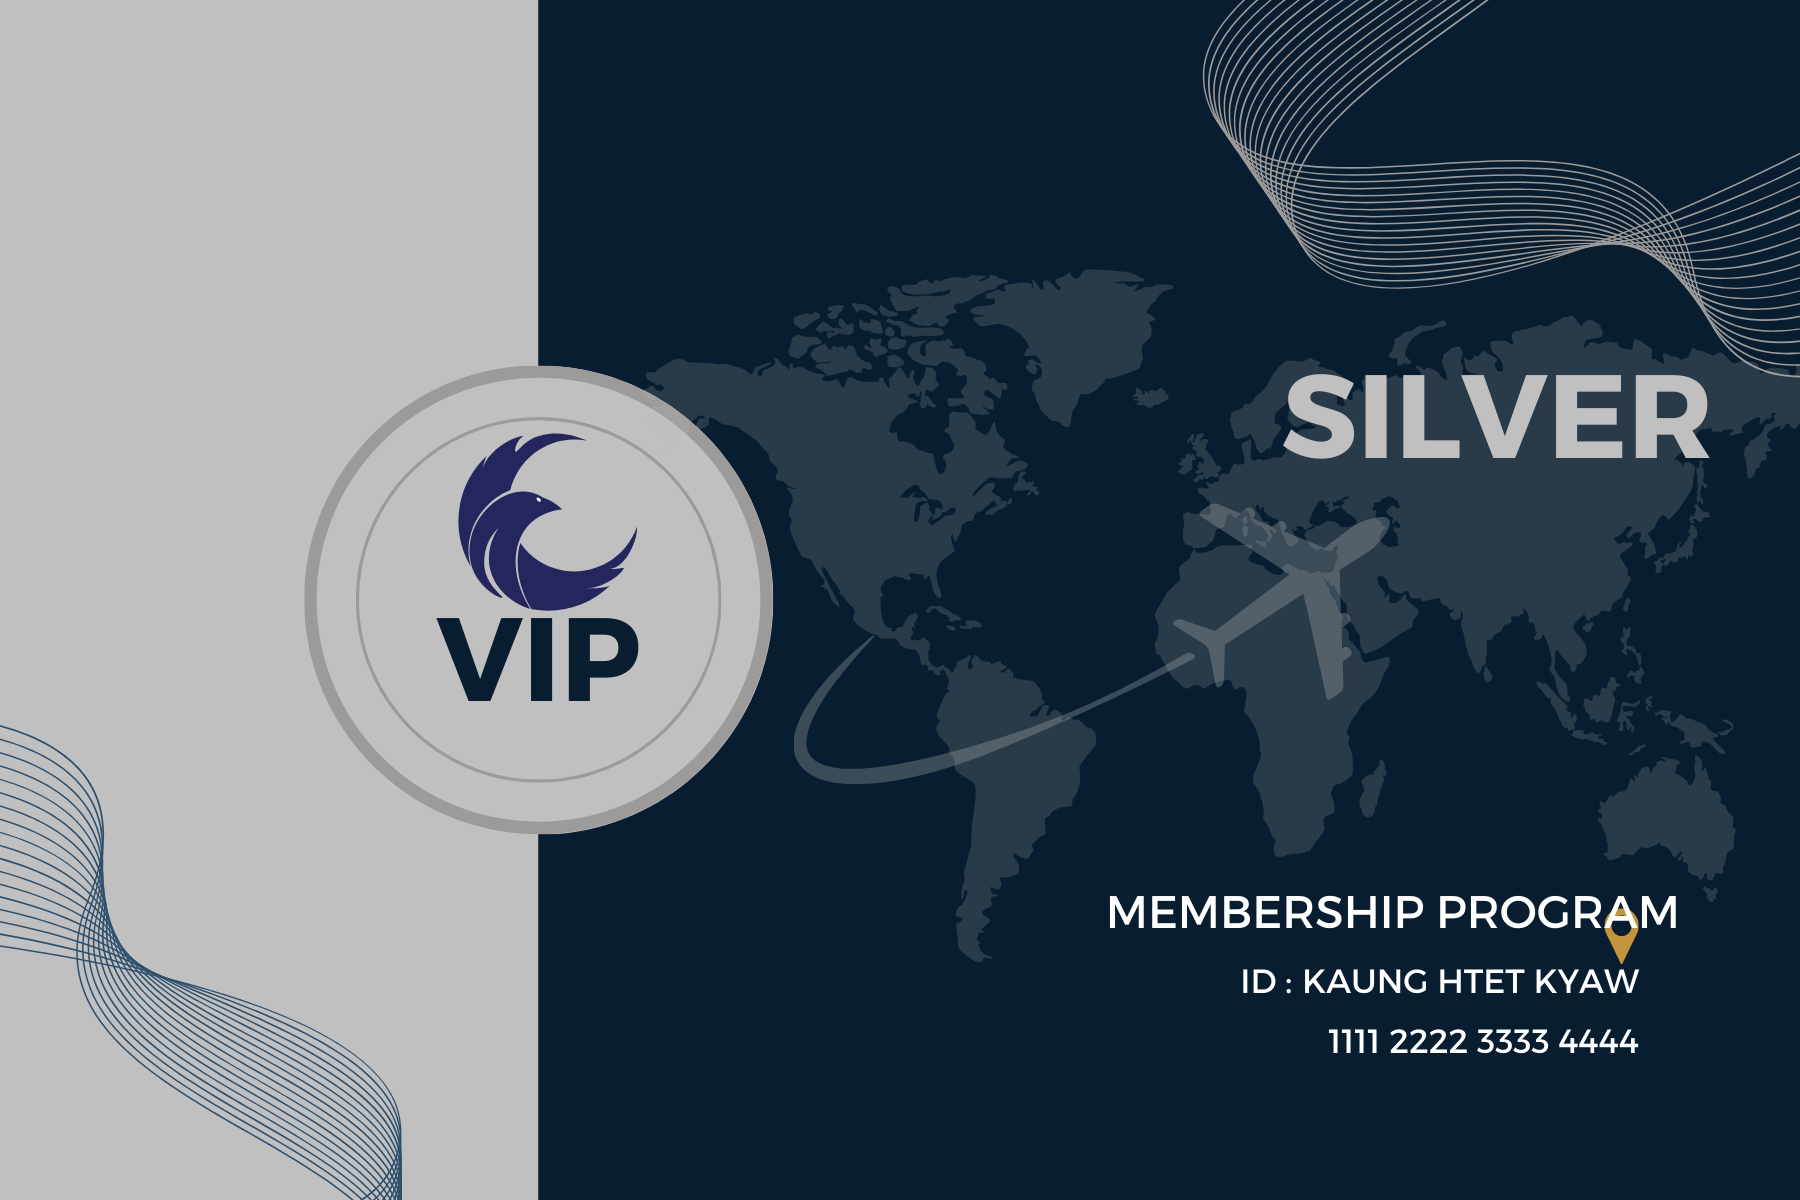 SILVER
VIP
MEMBERSHIP PROGRAM
ID : KAUNG HTET KYAW
1111 2222 3333 4444